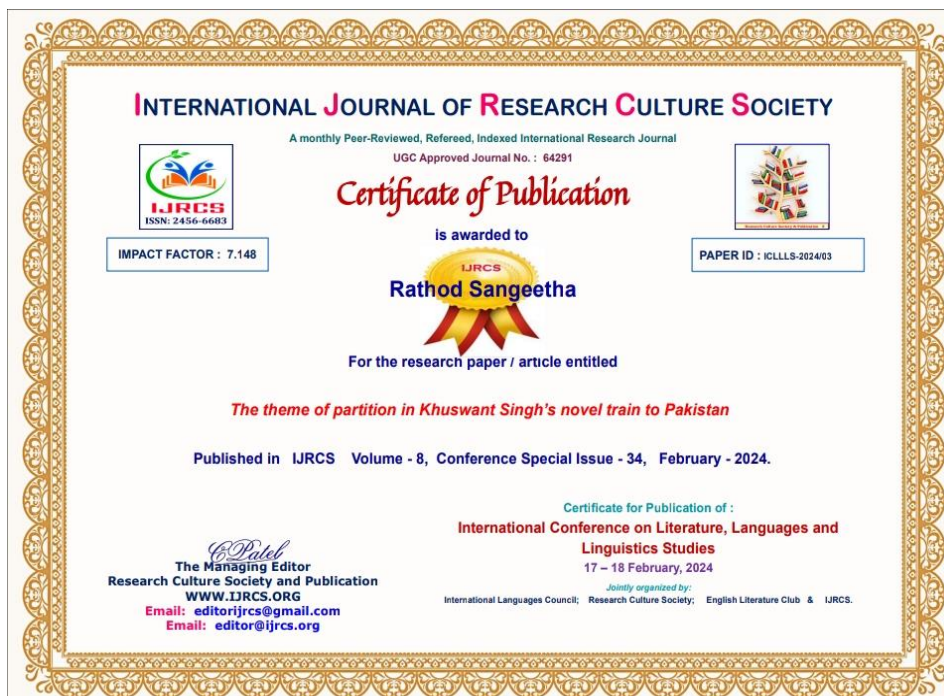 INTERNATIONAL JOURNAL OF RESEARCH CULTURE SOCIETY
A monthly Peer-Reviewed, Refereed, Indexed International Research Journal
UGC Approved Journal No. : 64291
IJRCS
ISSN: 2456-6683
Certificate of Publication
IMPACT FACTOR : 7.148
is awarded to
PAPER ID : ICLLLS-2024/03
IJRCS
Rathod Sangeetha
For the research paper / article entitled
The theme of partition in Khuswant Singh's novel train to Pakistan
Published in IJRCS Volume - 8, Conference Special Issue - 34, February - 2024.
Certificate for Publication of :
International Conference on Literature, Languages and
Linguistics Studies
17 – 18 February, 2024
Jointly organized by:
International Languages Council; Research Culture Society; English Literature Club & IJRCS.
CPatel
The Managing Editor
Research Culture Society and Publication
WWW.IJRCS.ORG
Email: editorijrcs@gmail.com
Email: editor@ijrcs.org